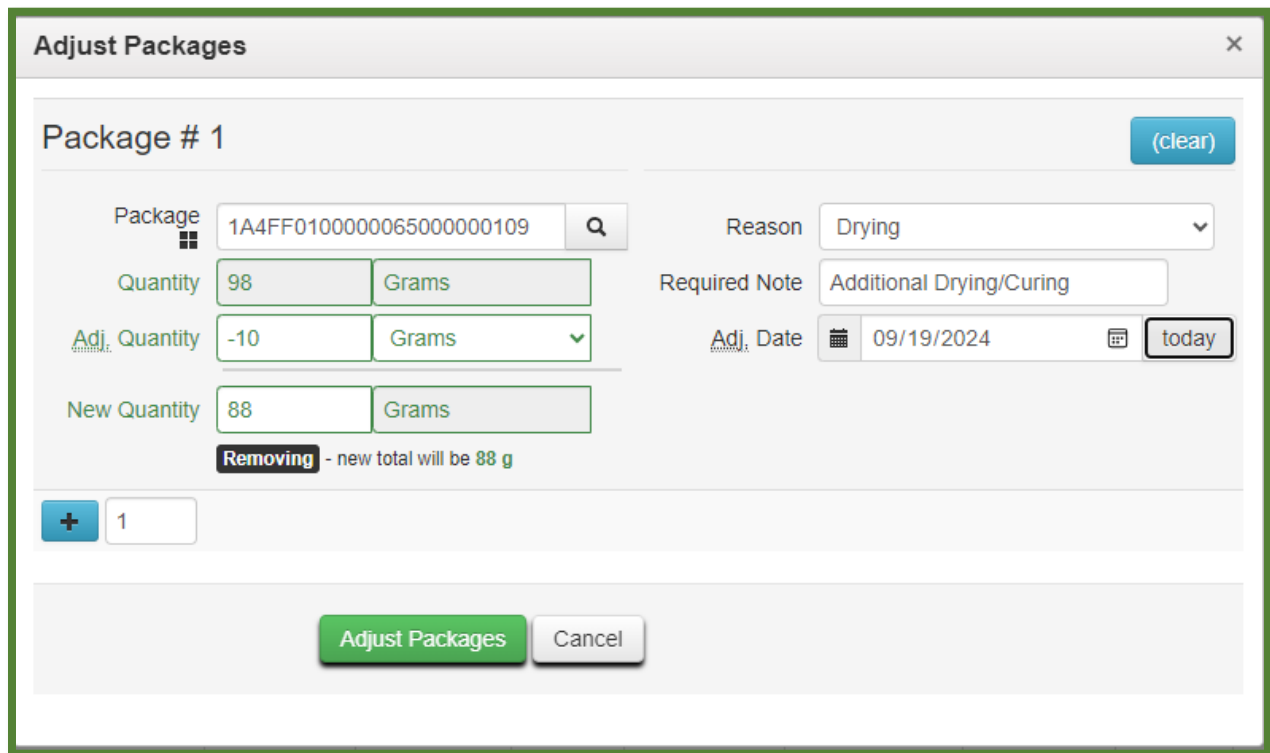 Adjust Packages ×
Package # 1 (clear)
Package 1A4FF0100000065000000109
Reason Drying
Quantity 98 Grams
Required Note Additional Drying/Curing
Adj. Quantity -10 Grams
Adj. Date 09/19/2024 today
New Quantity 88 Grams
Removing - new total will be 88 g
+ 1
Adjust Packages Cancel